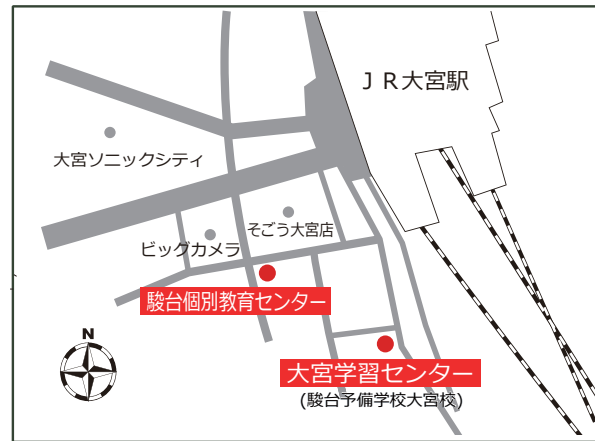 ＪＲ大宮駅
大宮ソニックシティ
そごう大宮店
ビッグカメラ
駿台個別教育センター
N
大宮学習センター
(駿台予備学校大宮校)